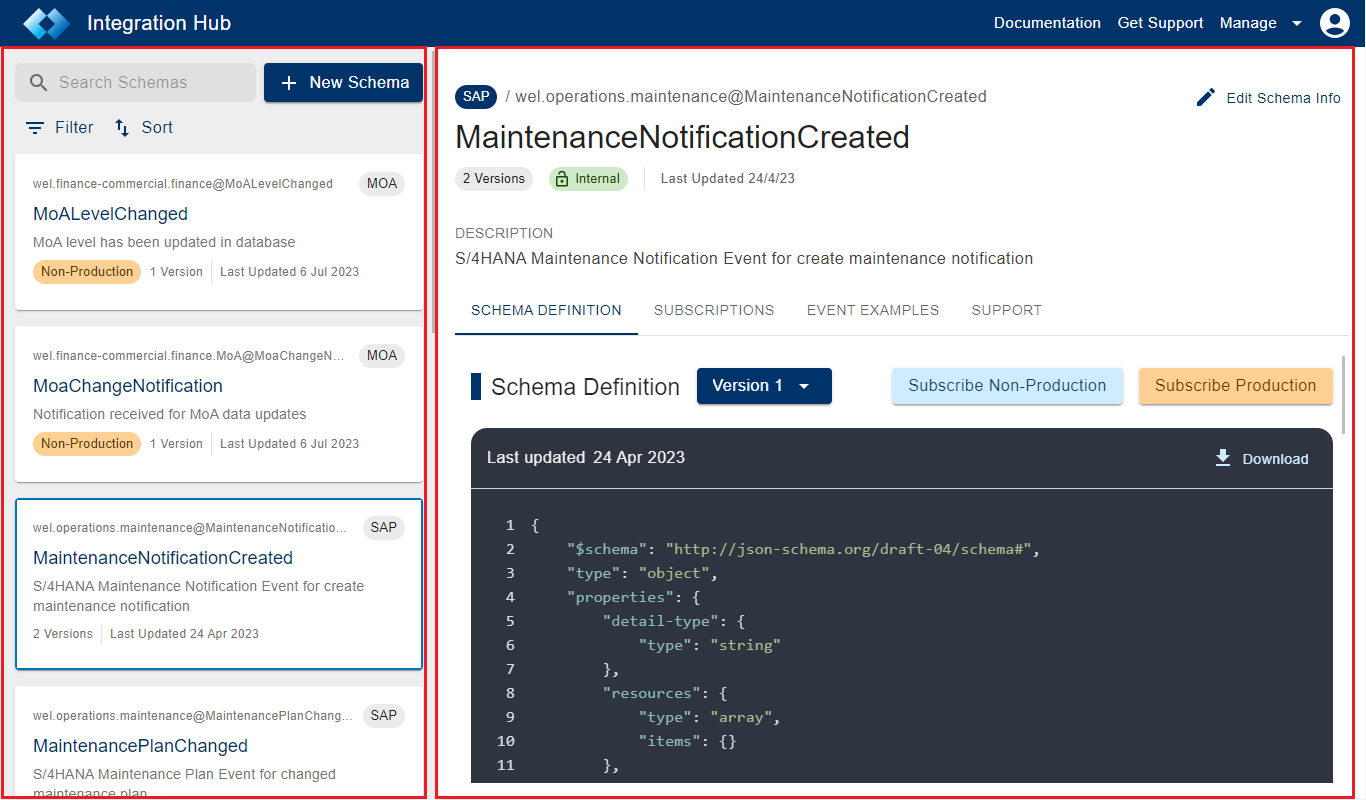 Integration Hub
Documentation Get Support Manage
Search Schemas
New Schema
Filter Sort
wel.finance-commercial.finance@MoALevelChanged MOA
MoALevelChanged
MoA level has been updated in database
Non-Production 1 Version Last Updated 6 Jul 2023
wel.finance-commercial.finance.MoA@MoaChangeN... MOA
MoaChangeNotification
Notification received for MoA data updates
Non-Production 1 Version Last Updated 6 Jul 2023
wel.operations.maintenance@MaintenanceNotificatio... SAP
MaintenanceNotificationCreated
S/4HANA Maintenance Notification Event for create
maintenance notification
2 Versions Last Updated 24 Apr 2023
wel.operations.maintenance@MaintenancePlanChang... SAP
MaintenancePlanChanged
S/4HANA Maintenance Plan Event for changed
maintenance plan
SAP / wel.operations.maintenance@MaintenanceNotificationCreated
Edit Schema Info
MaintenanceNotificationCreated
2 Versions Internal Last Updated 24/4/23
DESCRIPTION
S/4HANA Maintenance Notification Event for create maintenance notification
SCHEMA DEFINITION SUBSCRIPTIONS EVENT EXAMPLES SUPPORT
Schema Definition Version 1 Subscribe Non-Production Subscribe Production
Last updated 24 Apr 2023 Download
1 {
2 "$schema": "http://json-schema.org/draft-04/schema#",
3 "type": "object",
4 "properties": {
5 "detail-type": {
6 "type": "string"
7 },
8 "resources": {
9 "type": "array",
10 "items": {}
11 },